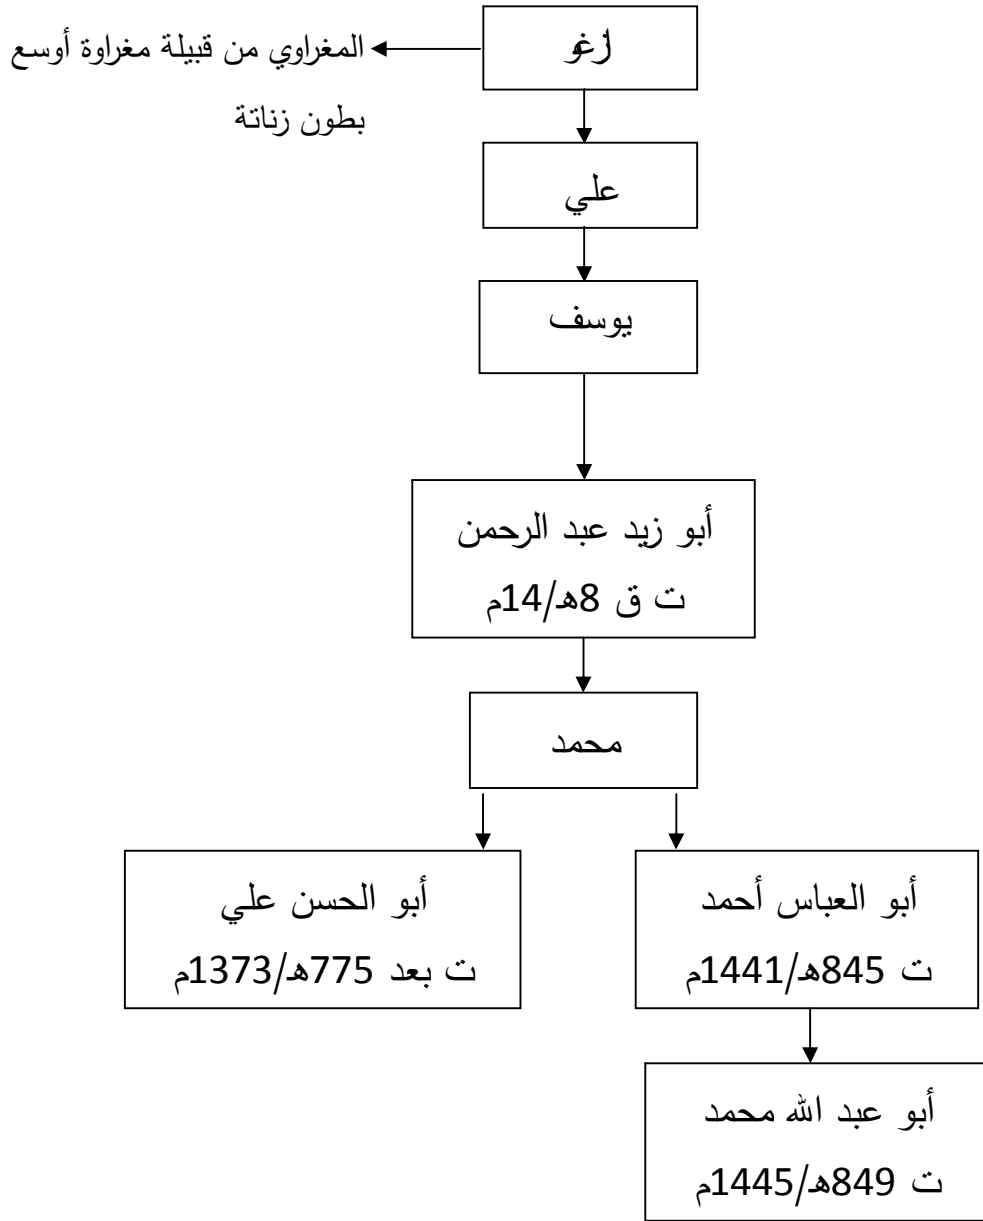 زغو
المغراوي من قبيلة مغراوة أوسع
بطون زناتة
علي
يوسف
أبو زيد عبد الرحمن
ت ق 8هـ/14م
محمد
أبو العباس أحمد
ت 845هـ/1441م
أبو الحسن علي
ت بعد 775هـ/1373م
أبو عبد الله محمد
ت 849هـ/1445م